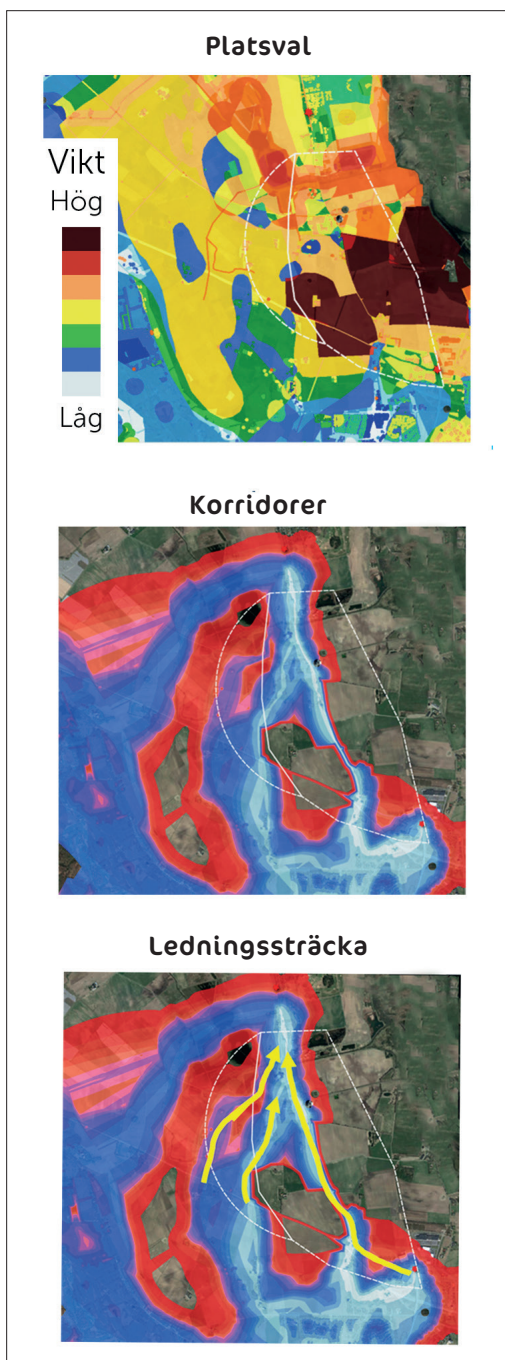 Platsval
Vikt
Hög
Låg
Korridorer
Ledningssträcka